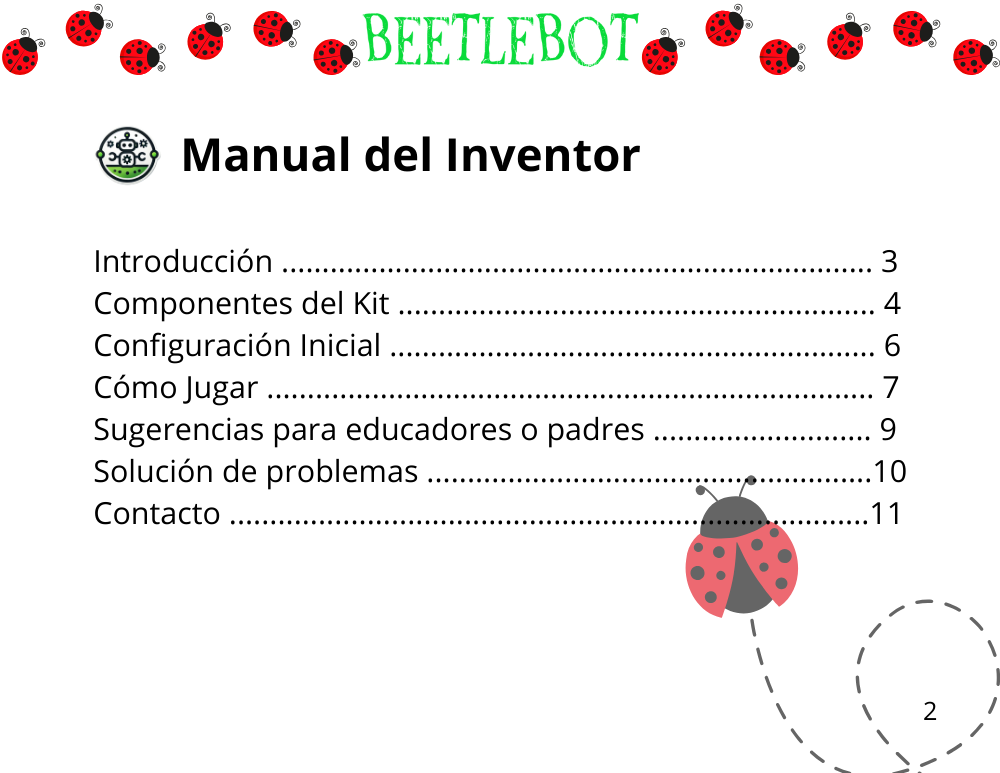 BEETLEBOT
Manual del Inventor
Introducción ........................................................................ 3
Componentes del Kit .......................................................... 4
Configuración Inicial ........................................................... 6
Cómo Jugar .......................................................................... 7
Sugerencias para educadores o padres ........................... 9
Solución de problemas ......................................................10
Contacto ..............................................................................11
2